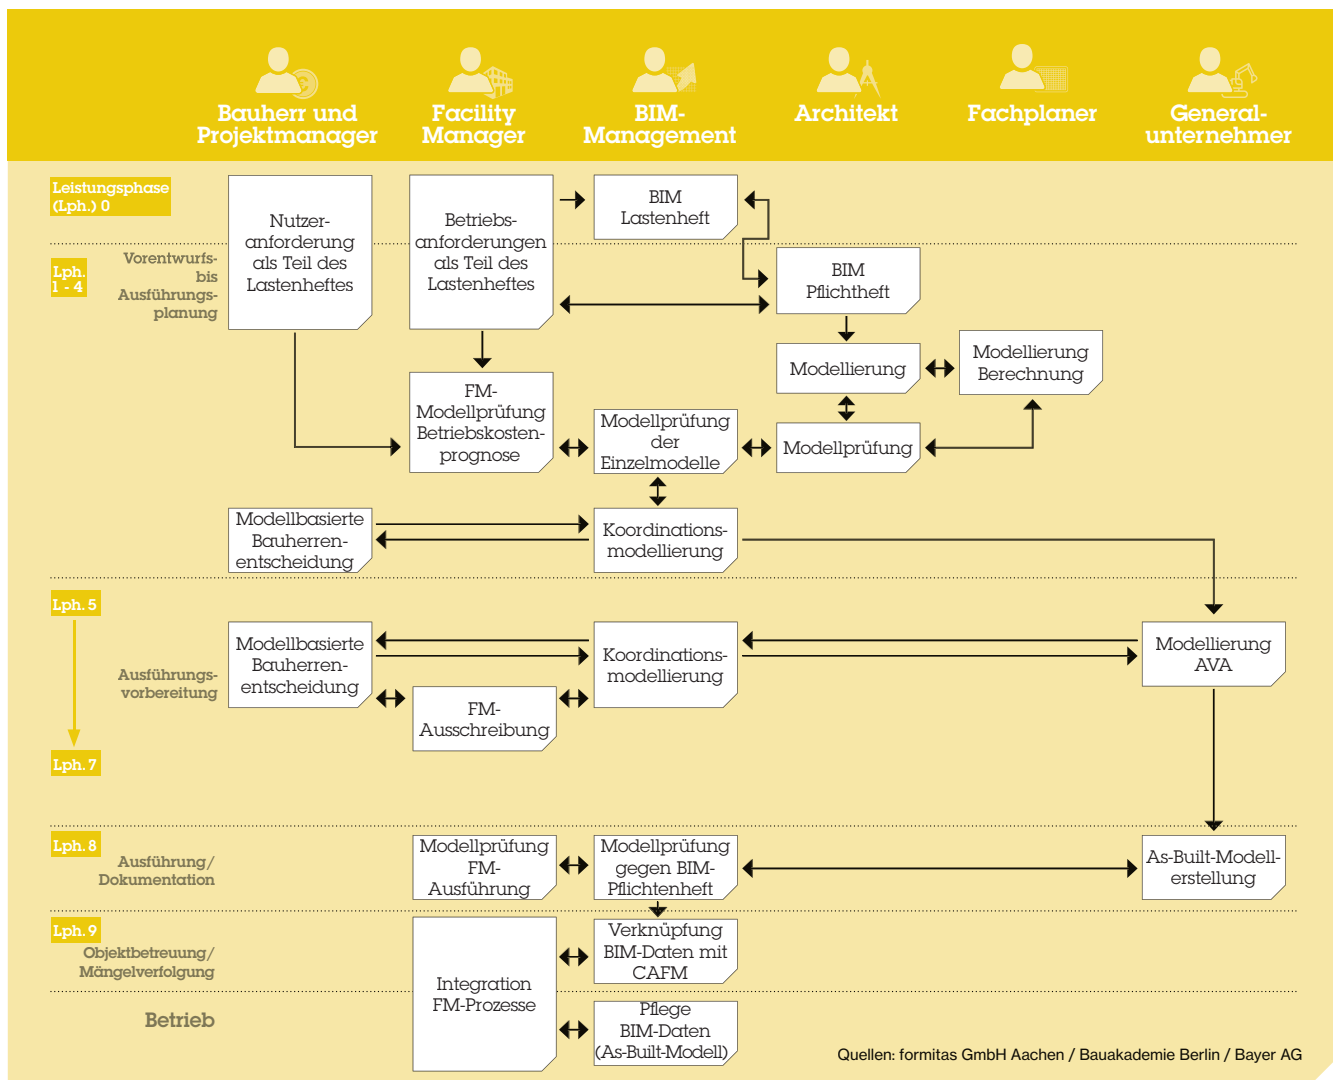 Bauherr und
Projektmanager
Facility
Manager
BIM-
Management
Architekt
Fachplaner
General-
unternehmer
Leistungsphase
(Lph.) 0
Nutzer-
anforderung
als Teil des
Lastenheftes
Betriebs-
anforderungen
als Teil des
Lastenheftes
BIM
Lastenheft
Lph.
1 - 4
Vorentwurfs-
bis
Ausführungs-
planung
BIM
Pflichtheft
Modellierung
Modellierung
Berechnung
FM-
Modellprüfung
Betriebskosten-
prognose
Modellprüfung
der
Einzelmodelle
Modellprüfung
Modellbasierte
Bauherren-
entscheidung
Koordinations-
modellierung
Lph. 5
Ausführungs-
vorbereitung
Lph. 7
Modellbasierte
Bauherren-
entscheidung
FM-
Ausschreibung
Koordinations-
modellierung
Modellierung
AVA
Lph. 8
Ausführung/
Dokumentation
Modellprüfung
FM-
Ausführung
Modellprüfung
gegen BIM-
Pflichtenheft
As-Built-Modell-
erstellung
Lph. 9
Objektbetreuung/
Mängelverfolgung
Integration
FM-Prozesse
Verknüpfung
BIM-Daten mit
CAFM
Betrieb
Pflege
BIM-Daten
(As-Built-Modell)
Quellen: formitas GmbH Aachen / Bauakademie Berlin / Bayer AG